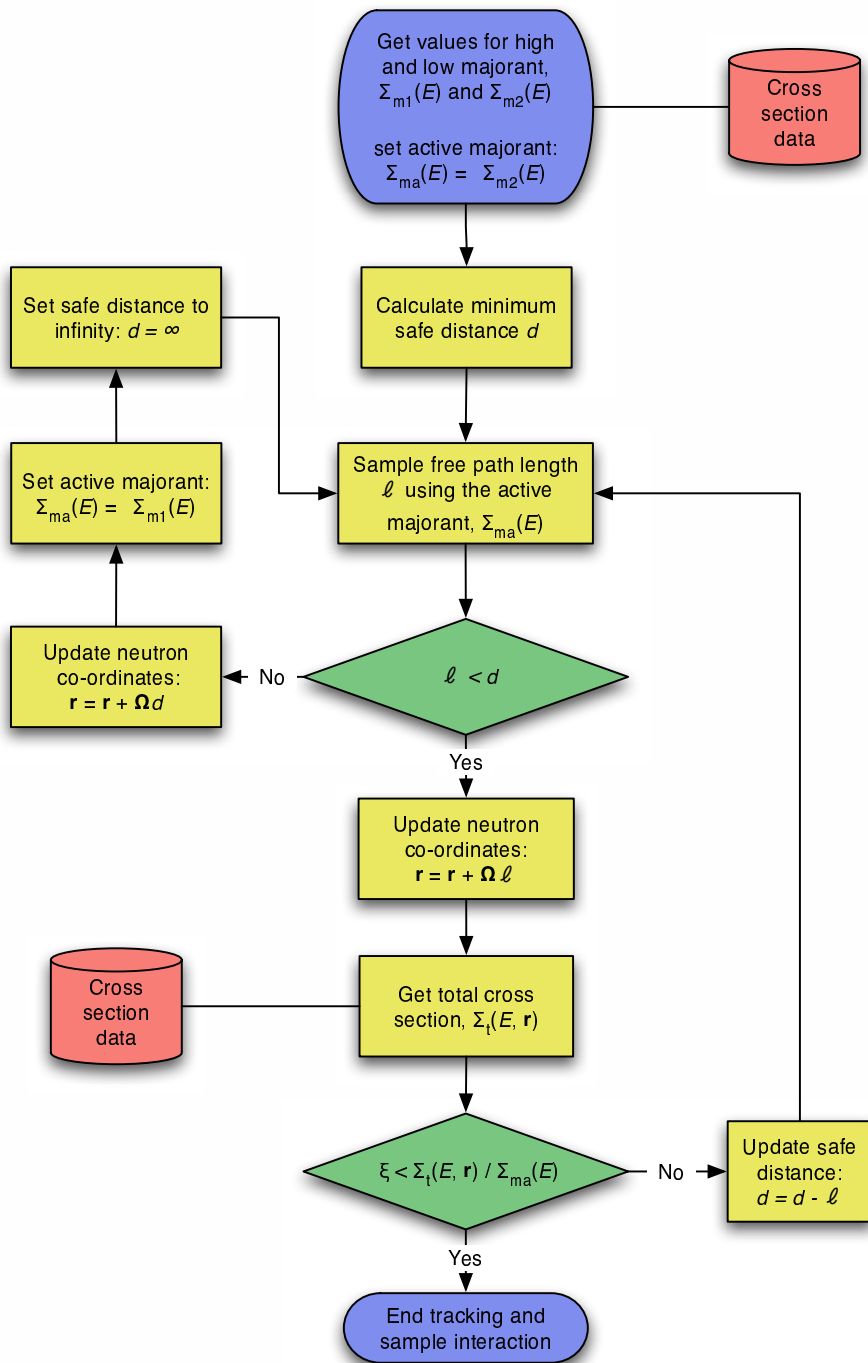 Get values for high
and low majorant,
Σm1(E) and Σm2(E)
set active majorant:
Σma(E) = Σm2(E)
Cross
section
data
Set safe distance to
infinity: d = ∞
Calculate minimum
safe distance d
Set active majorant:
Σma(E) = Σm1(E)
Sample free path length
ℓ using the active
majorant, Σma(E)
Update neutron
co-ordinates:
r = r + Ωd
No
ℓ < d
Yes
Update neutron
co-ordinates:
r = r + Ω ℓ
Cross
section
data
Get total cross
section, Σt(E, r)
ξ < Σt(E, r) / Σma(E)
No
Update safe
distance:
d = d - ℓ
Yes
End tracking and
sample interaction